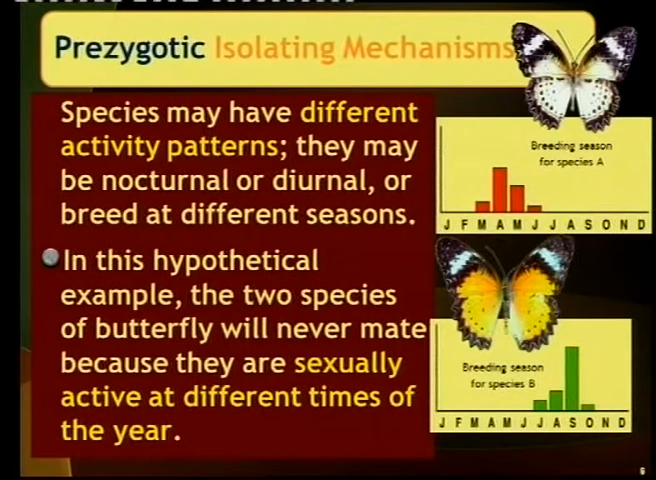 Prezygotic Isolating Mechanisms
Species may have different
activity patterns; they may
be nocturnal or diurnal, or
breed at different seasons.
In this hypothetical
example, the two species
of butterfly will never mate
because they are sexually
active at different times of
the year.
Breeding season
for species A
J F M A M J J A S O N D
Breeding season
for species B
J F M A M J J A S O N D
6